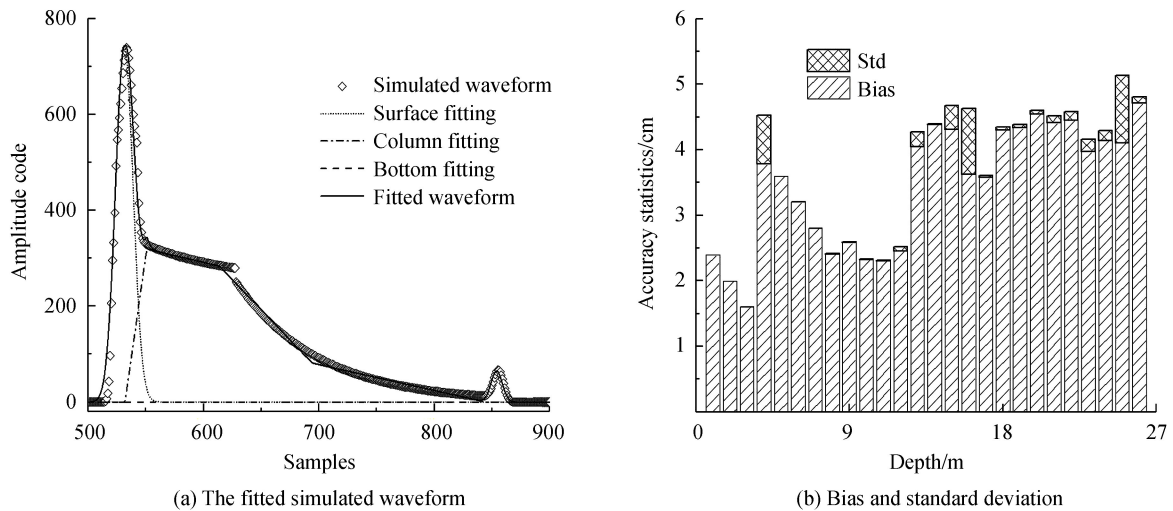 800
600
400
200
0
500
600
700
800
900
Amplitude code
Samples
Simulated waveform
Surface fitting
Column fitting
Bottom fitting
Fitted waveform
(a) The fitted simulated waveform
6
5
4
3
2
1
0
9
18
27
Accuracy statistics/cm
Depth/m
Std
Bias
(b) Bias and standard deviation